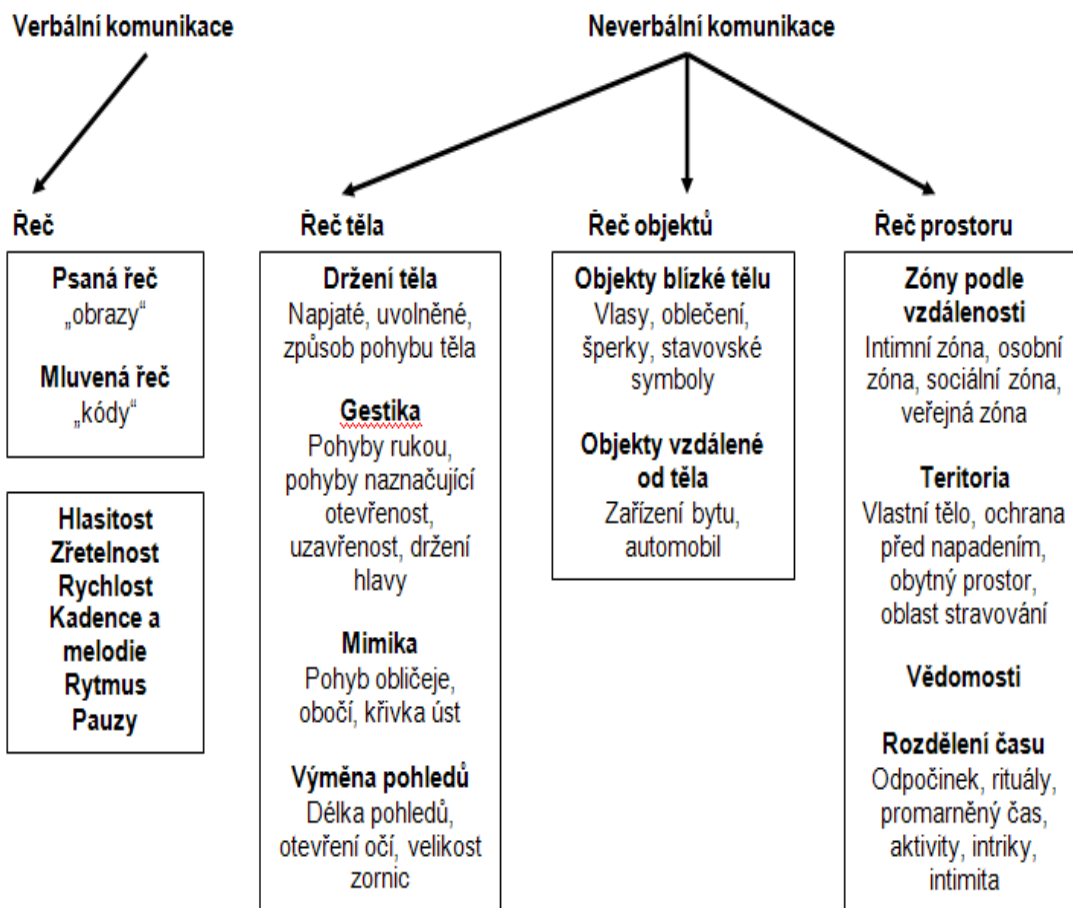 Verbální komunikace
Neverbální komunikace
Řeč
Psaná řeč
„obrazy“
Mluvená řeč
„kódy“
Hlasitost
Zřetelnost
Rychlost
Kadence a
melodie
Rytmus
Pauzy
Řeč těla
Držení těla
Napjaté, uvolněné,
způsob pohybu těla
Gestika
Pohyby rukou,
pohyby naznačující
otevřenost,
uzavřenost, držení
hlavy
Mimika
Pohyb obličeje,
obočí, křivka úst
Výměna pohledů
Délka pohledů,
otevření očí, velikost
zornic
Řeč objektů
Objekty blízké tělu
Vlasy, oblečení,
šperky, stavovské
symboly
Objekty vzdálené
od těla
Zařízení bytu,
automobil
Řeč prostoru
Zóny podle
vzdálenosti
Intimní zóna, osobní
zóna, sociální zóna,
veřejná zóna
Teritoria
Vlastní tělo, ochrana
před napadením,
obytný prostor,
oblast stravování
Vědomosti
Rozdělení času
Odpočinek, rituály,
promarněný čas,
aktivity, intriky,
intimita